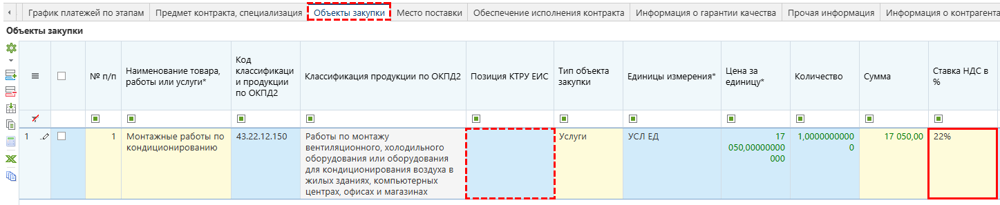 График платежей по этапам Предмет контракта, специализация Объекты закупки Место поставки Обеспечение исполнения контракта Информация о гарантии качества Прочая информация Информация о контрагента
Объекты закупки
№ п/п
Наименование товара,
работы или услуги*
Код
классификаци
и продукции
по ОКПД2
Классификация продукции по ОКПД2
Позиция КТРУ ЕИС
Тип объекта
закупки
Единицы измерения*
Цена за
единицу*
Количество
Сумма
Ставка НДС в
%
1
1
Монтажные работы по
кондиционированию
43.22.12.150
Работы по монтажу
вентиляционного, холодильного
оборудования или оборудования
для кондиционирования воздуха в
жилых зданиях, компьютерных
центрах, офисах и магазинах
Услуги
УСЛ ЕД
17
050,00000000
000
1,0000000000
0
17 050,00
22%